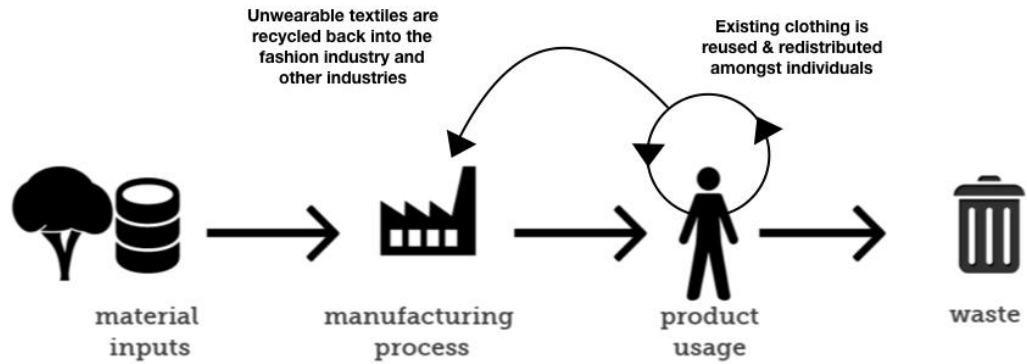 Unwearable textiles are
recycled back into the
fashion industry and
other industries
Existing clothing is
reused & redistributed
amongst individuals
material
inputs
manufacturing
process
product
usage
waste